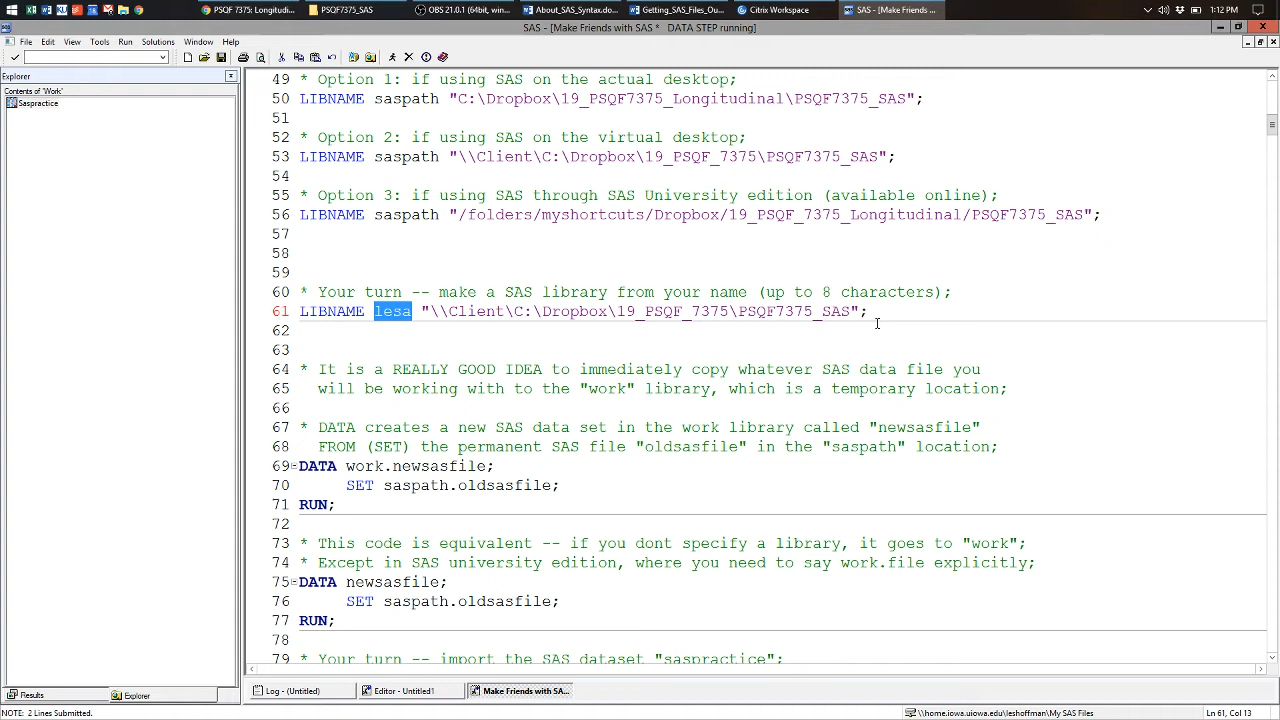 PSQF 7375: Longitudi...
PSQF7375_SAS
OBS 21.0.1 (64bit, win...
About_SAS_Syntax.do...
Getting_SAS_Files_Ou...
Citrix Workspace
SAS - [Make Friends ...
1:12 PM
SAS - [Make Friends with SAS * DATA STEP running]
File Edit View Tools Run Solutions Window Help
Explorer
Contents of 'Work'
Saspractice
49 * Option 1: if using SAS on the actual desktop;
50 LIBNAME saspath "C:\Dropbox\19_PSQF7375_Longitudinal\PSQF7375_SAS";
51
52 * Option 2: if using SAS on the virtual desktop;
53 LIBNAME saspath "\\Client\C:\Dropbox\19_PSQF_7375\PSQF7375_SAS";
54
55 * Option 3: if using SAS through SAS University edition (available online);
56 LIBNAME saspath "/folders/myshortcuts/Dropbox/19_PSQF_7375_Longitudinal/PSQF7375_SAS";
57
58
59
60 * Your turn -- make a SAS library from your name (up to 8 characters);
61 LIBNAME lesa "\\Client\C:\Dropbox\19_PSQF_7375\PSQF7375_SAS";
62
63
64 * It is a REALLY GOOD IDEA to immediately copy whatever SAS data file you
65 will be working with to the "work" library, which is a temporary location;
66
67 * DATA creates a new SAS data set in the work library called "newsasfile"
68 FROM (SET) the permanent SAS file "oldsasfile" in the "saspath" location;
69 DATA work.newsasfile;
70 SET saspath.oldsasfile;
71 RUN;
72
73 * This code is equivalent -- if you dont specify a library, it goes to "work";
74 * Except in SAS university edition, where you need to say work.file explicitly;
75 DATA newsasfile;
76 SET saspath.oldsasfile;
77 RUN;
78
79 * Your turn -- import the SAS dataset "saspractice";
Results
Explorer
Log - (Untitled)
Editor - Untitled1
Make Friends with SA...
NOTE: 2 Lines Submitted.
\\home.iowa.uiowa.edu\leshoffman\My SAS Files
Ln 61, Col 13